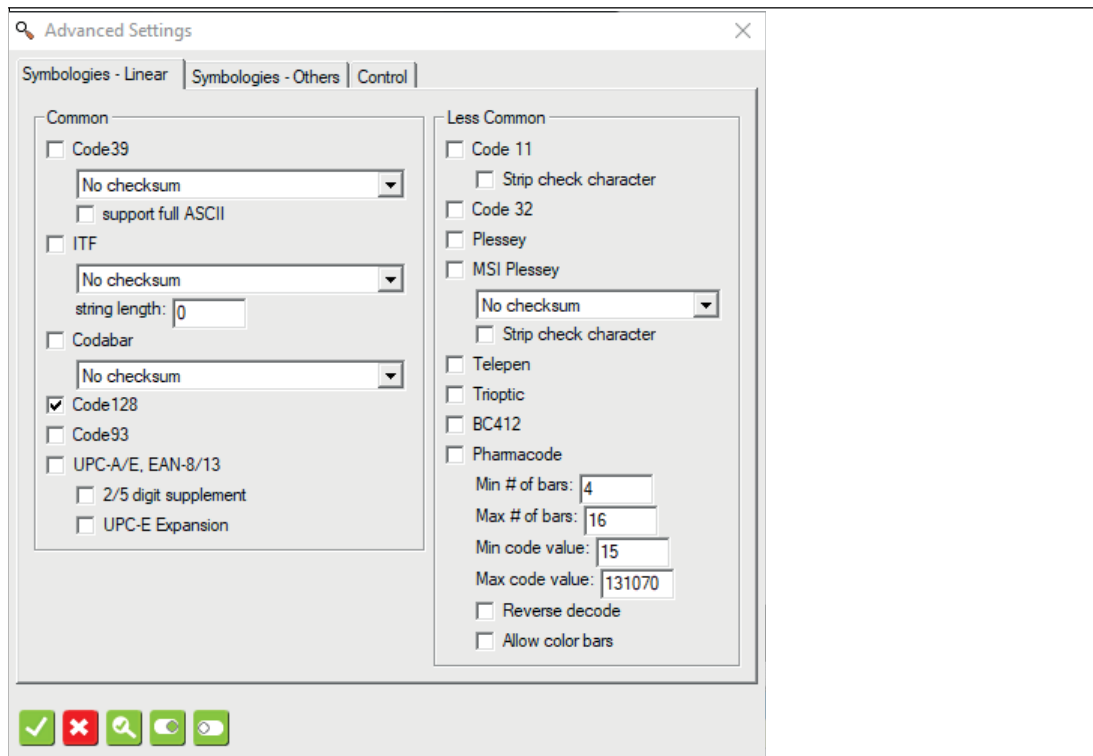 Advanced Settings
Symbologies - Linear
Symbologies - Others
Control
Common
Code39
No checksum
support full ASCII
ITF
No checksum
string length: 0
Codabar
No checksum
Code128
Code93
UPC-A/E, EAN-8/13
2/5 digit supplement
UPC-E Expansion
Less Common
Code 11
Strip check character
Code 32
Plessey
MSI Plessey
No checksum
Strip check character
Telepen
Trioptic
BC412
Pharmacode
Min # of bars: 4
Max # of bars: 16
Min code value: 15
Max code value: 131070
Reverse decode
Allow color bars